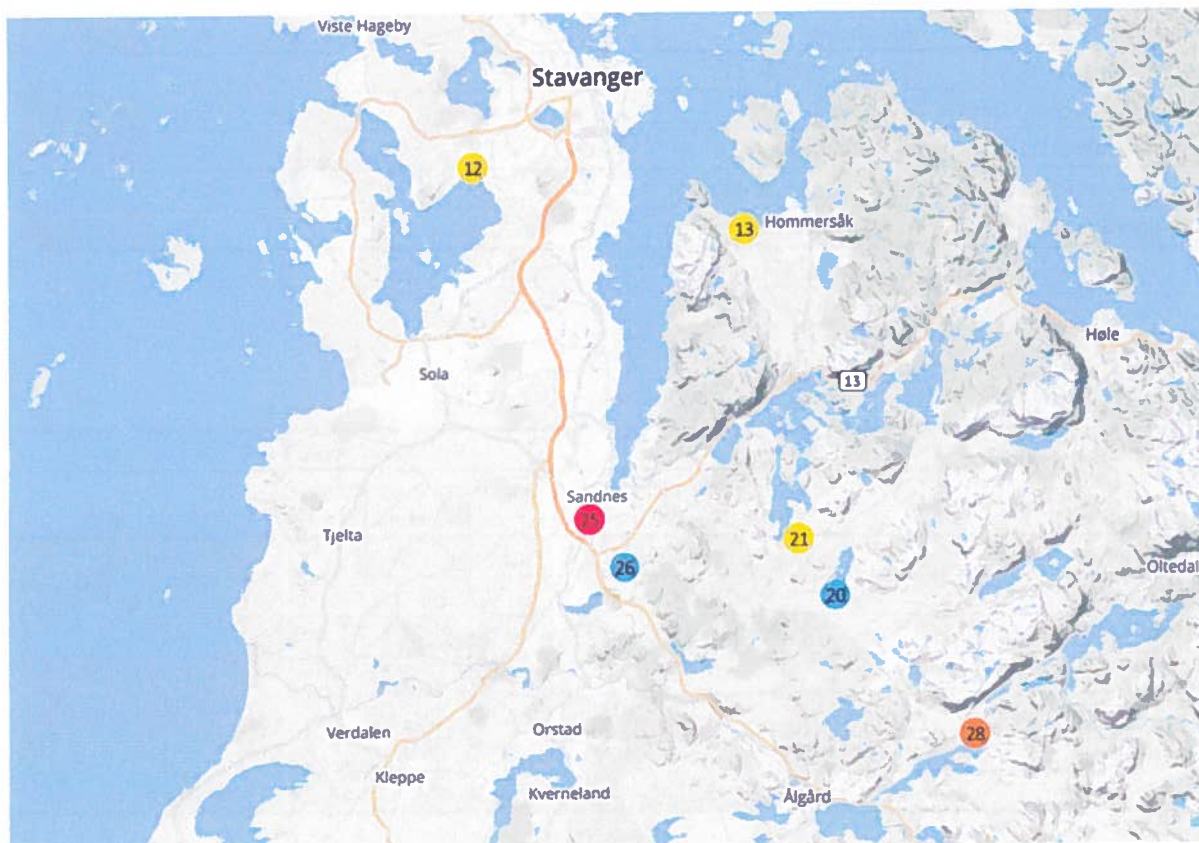 Viste Hageby
Stavanger
12
13
Hommersåk
Høle
13
Sola
Sandnes
25
Tjelta
21
26
20
Oltedal
Verdalen
Orstad
28
Kleppe
Kverneland
Ålgård